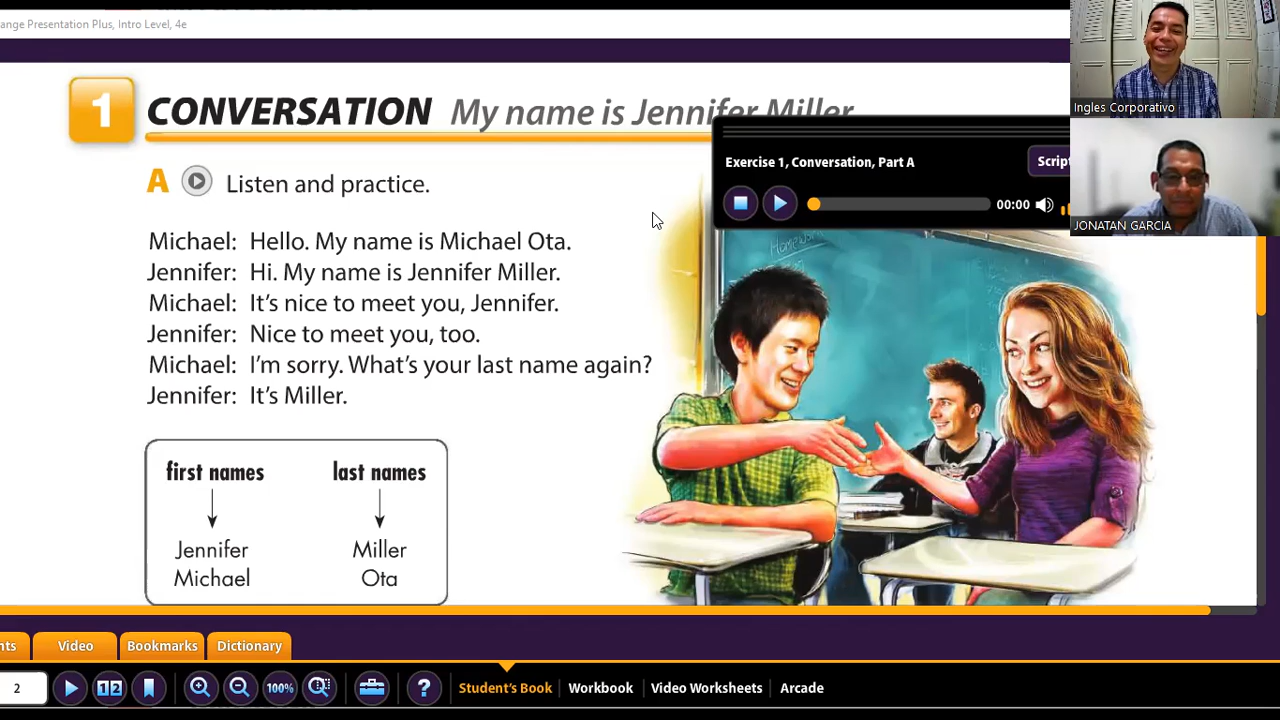 ange Presentation Plus, Intro Level, 4e
Ingles Corporativo
JONATAN GARCIA
1 CONVERSATION My name is Jennifer Miller
A Listen and practice.
Exercise 1, Conversation, Part A
Script
00:00
Michael: Hello. My name is Michael Ota.
Jennifer: Hi. My name is Jennifer Miller.
Michael: It's nice to meet you, Jennifer.
Jennifer: Nice to meet you, too.
Michael: I'm sorry. What's your last name again?
Jennifer: It's Miller.
first names last names
Jennifer Miller
Michael Ota
nts Video Bookmarks Dictionary
2 12 100% ? Student's Book Workbook Video Worksheets Arcade